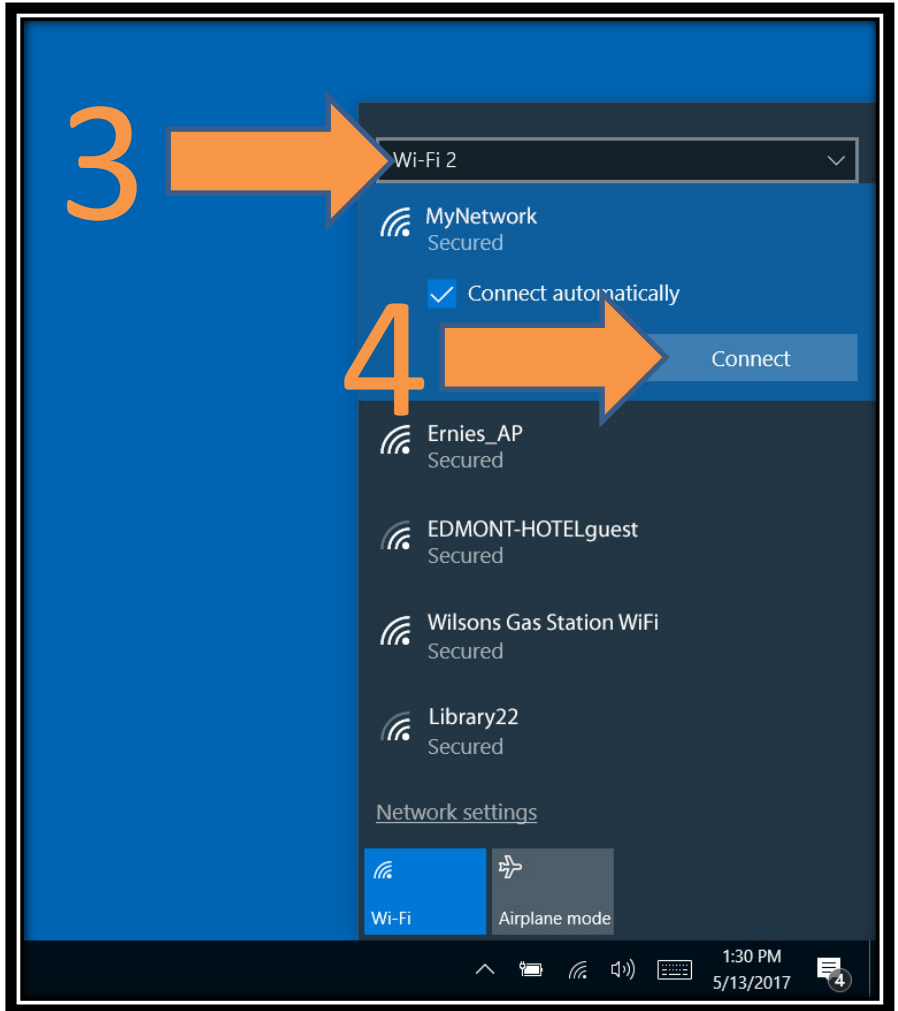 3
Wi-Fi 2
MyNetwork
Secured
Connect automatically
4
Connect
Ernies_AP
Secured
EDMONT-HOTELguest
Secured
Wilsons Gas Station WiFi
Secured
Library22
Secured
Network settings
Wi-Fi
Airplane mode
1:30 PM
5/13/2017
4